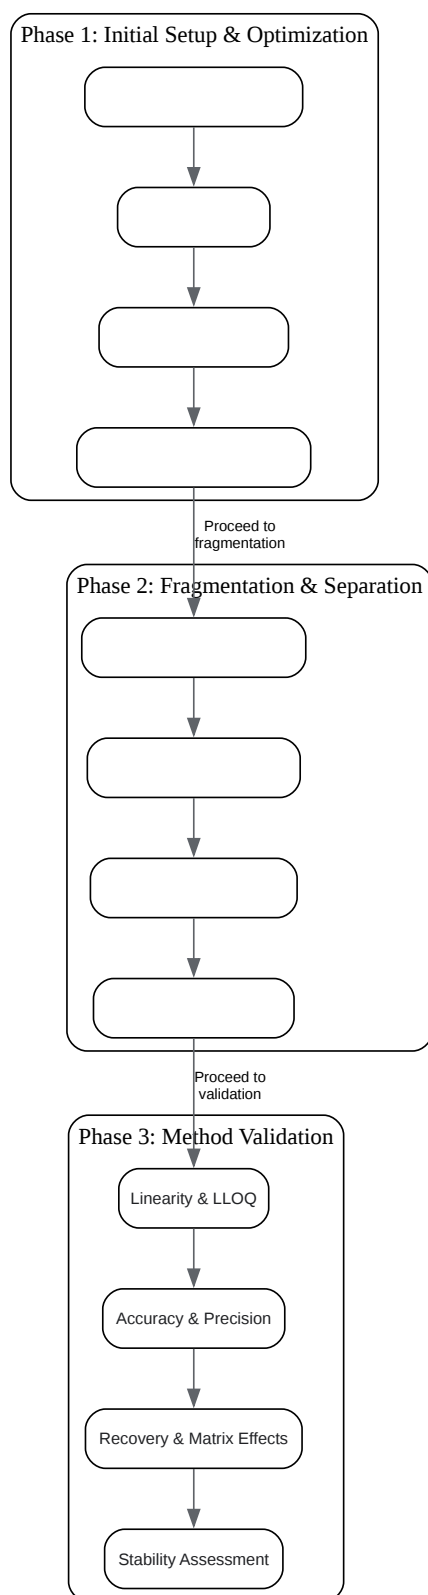 Phase 1: Initial Setup & Optimization
Proceed to
fragmentation
Phase 2: Fragmentation & Separation
Proceed to
validation
Phase 3: Method Validation
Linearity & LLOQ
Accuracy & Precision
Recovery & Matrix Effects
Stability Assessment